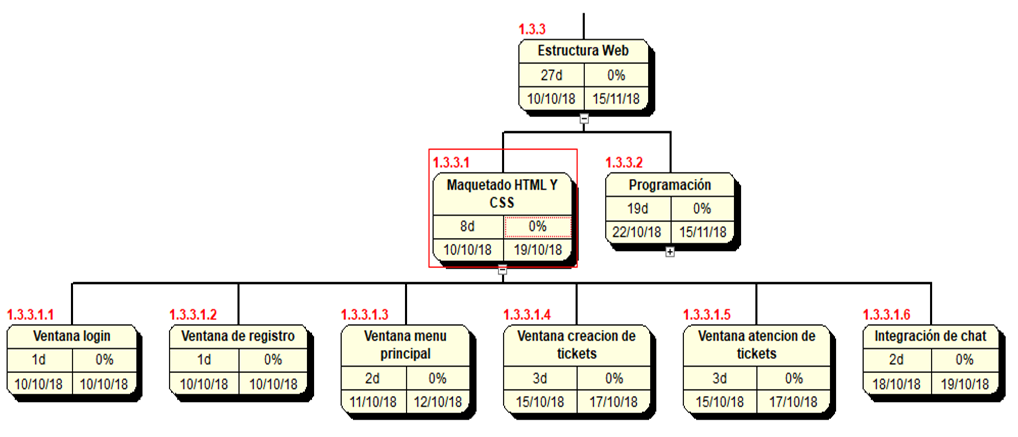 1.3.3
Estructura Web
27d 0%
10/10/18 15/11/18
1.3.3.1
Maquetado HTML Y
CSS
8d 0%
10/10/18 19/10/18
1.3.3.2
Programación
19d 0%
22/10/18 15/11/18
1.3.3.1.1
Ventana login
1d 0%
10/10/18 10/10/18
1.3.3.1.2
Ventana de registro
1d 0%
10/10/18 10/10/18
1.3.3.1.3
Ventana menu
principal
2d 0%
11/10/18 12/10/18
1.3.3.1.4
Ventana creacion de
tickets
3d 0%
15/10/18 17/10/18
1.3.3.1.5
Ventana atencion de
tickets
3d 0%
15/10/18 17/10/18
1.3.3.1.6
Integración de chat
2d 0%
18/10/18 19/10/18